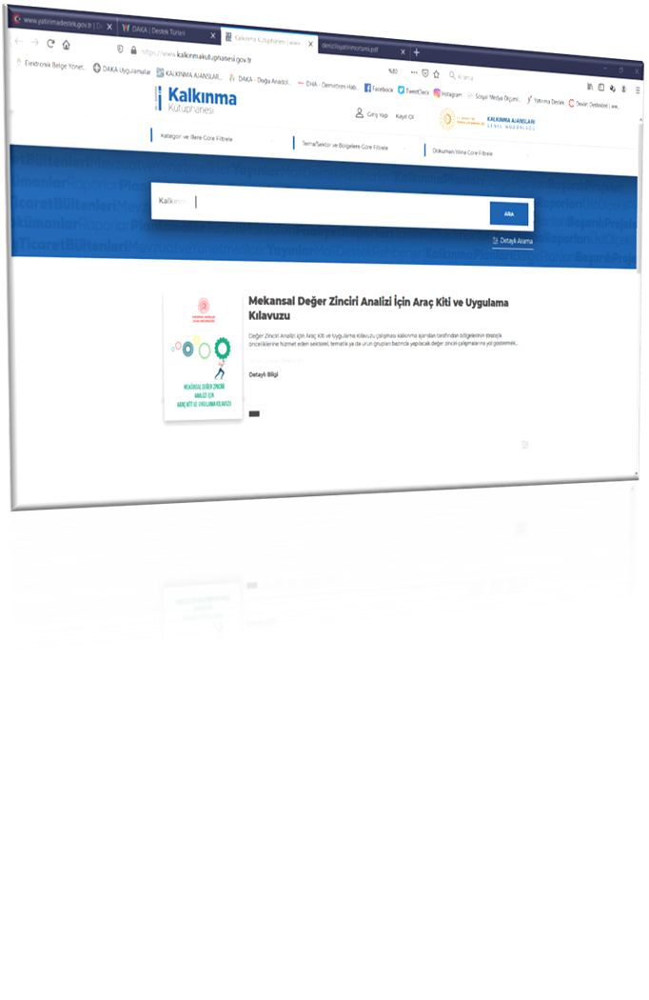 www.yatirimadestek.gov.tr | De
DAKA | Destek Türleri
Kalkınma Kütüphanesi |
denizliyatirimortami.pdf
https://www.kalkinmakutuphanesi.gov.tr
%80
Arama
Elektronik Belge Yönet...
DAKA Uygulamalar
KALKINMA AJANSLAR...
DAKA - Doğu Anadol...
DHA - Demirören Hab...
Facebook
TweetDeck
Instagram
Sosyal Medya Ölçüml...
Yatırıma Destek
Devlet Destekleri | ww...
Kalkınma
Kütüphanesi
Giriş Yap
Kayıt Ol
KALKINMA AJANSLARI
GENEL MÜDÜRLÜĞÜ
Kategori ve İllere Göre Filtrele
Tema/Sektör ve Bölgelere Göre Filtrele
Doküman Yılına Göre Filtrele
Kalkınm
ARA
Detaylı Arama
Mekansal Değer Zinciri Analizi İçin Araç Kiti ve Uygulama
Kılavuzu
Değer Zinciri Analizi İçin Araç Kiti ve Uygulama Kılavuzu çalışması kalkınma ajansları tarafından bölgelerinin stratejik
önceliklerine hizmet eden sektörel, tematik ya da ürün grupları bazında yapılacak değer zinciri çalışmalarına yol göstermek...
Detaylı Bilgi
MEKANSAL DEĞER ZİNCİRİ
ANALİZİ İÇİN
ARAÇ KİTİ VE UYGULAMA KILAVUZU